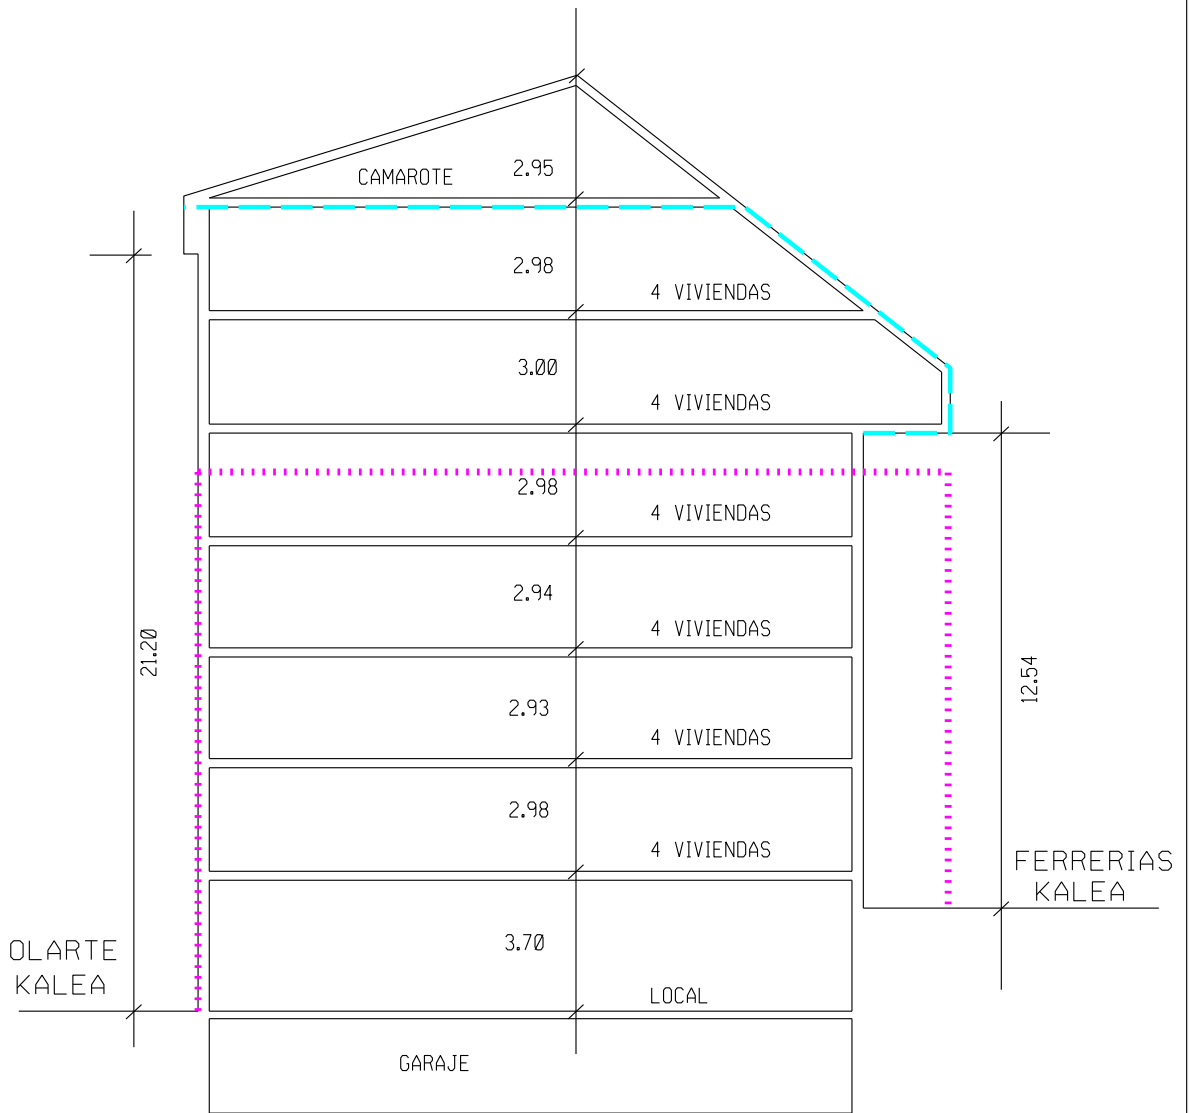 CAMAROTE
2.95
2.98
4 VIVIENDAS
3.00
4 VIVIENDAS
2.98
4 VIVIENDAS
2.94
4 VIVIENDAS
21.20
12.54
2.93
4 VIVIENDAS
2.98
4 VIVIENDAS
FERRERIAS
KALEA
OLARTE
KALEA
3.70
LOCAL
GARAJE